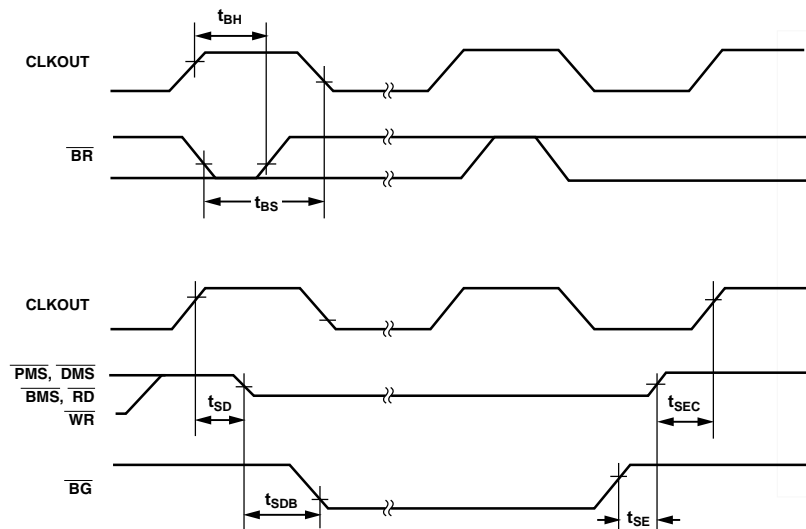 tBH
CLKOUT
BR
tBS
CLKOUT
PMS, DMS
BMS, RD
WR
tSD
tSEC
BG
tSDB
tSE